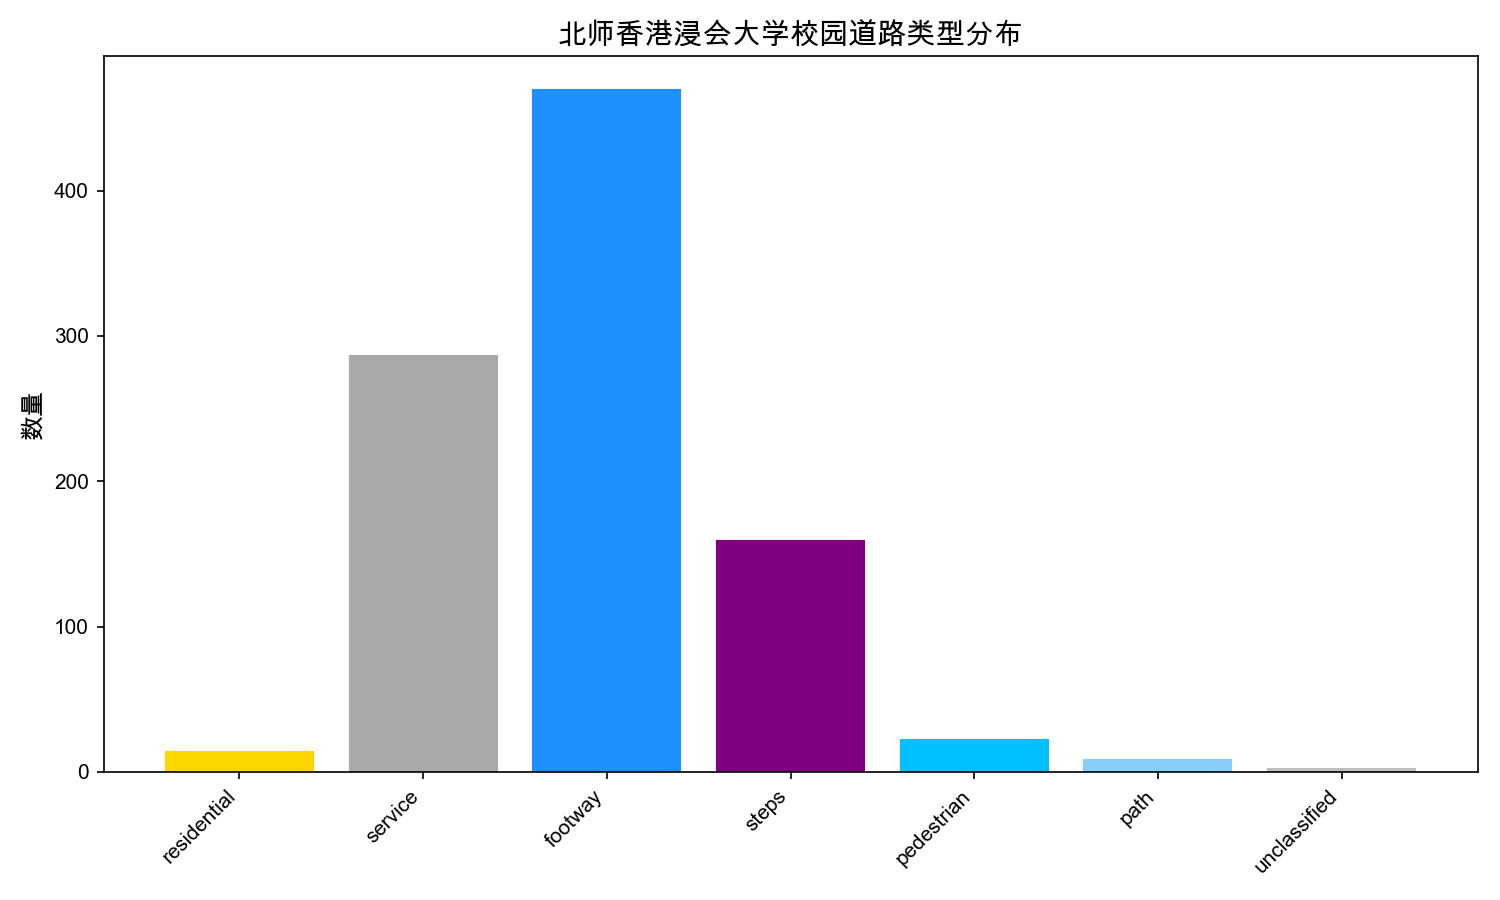 北师香港浸会大学校园道路类型分布
数量
400
300
200
100
0
residential
service
footway
steps
pedestrian
path
unclassified